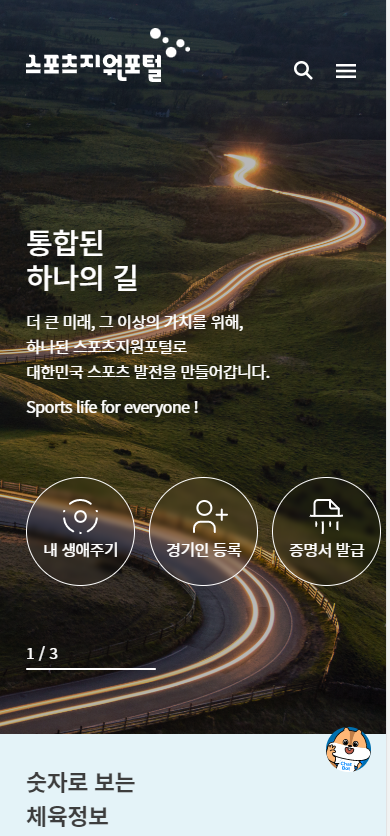 스포츠지원포털
통합된
하나의 길
더 큰 미래, 그 이상의 가치를 위해,
하나된 스포츠지원포털로
대한민국 스포츠 발전을 만들어갑니다.
Sports life for everyone !
내 생애주기
경기인 등록
증명서 발급
1 / 3
Chat
Bot
숫자로 보는
체육정보